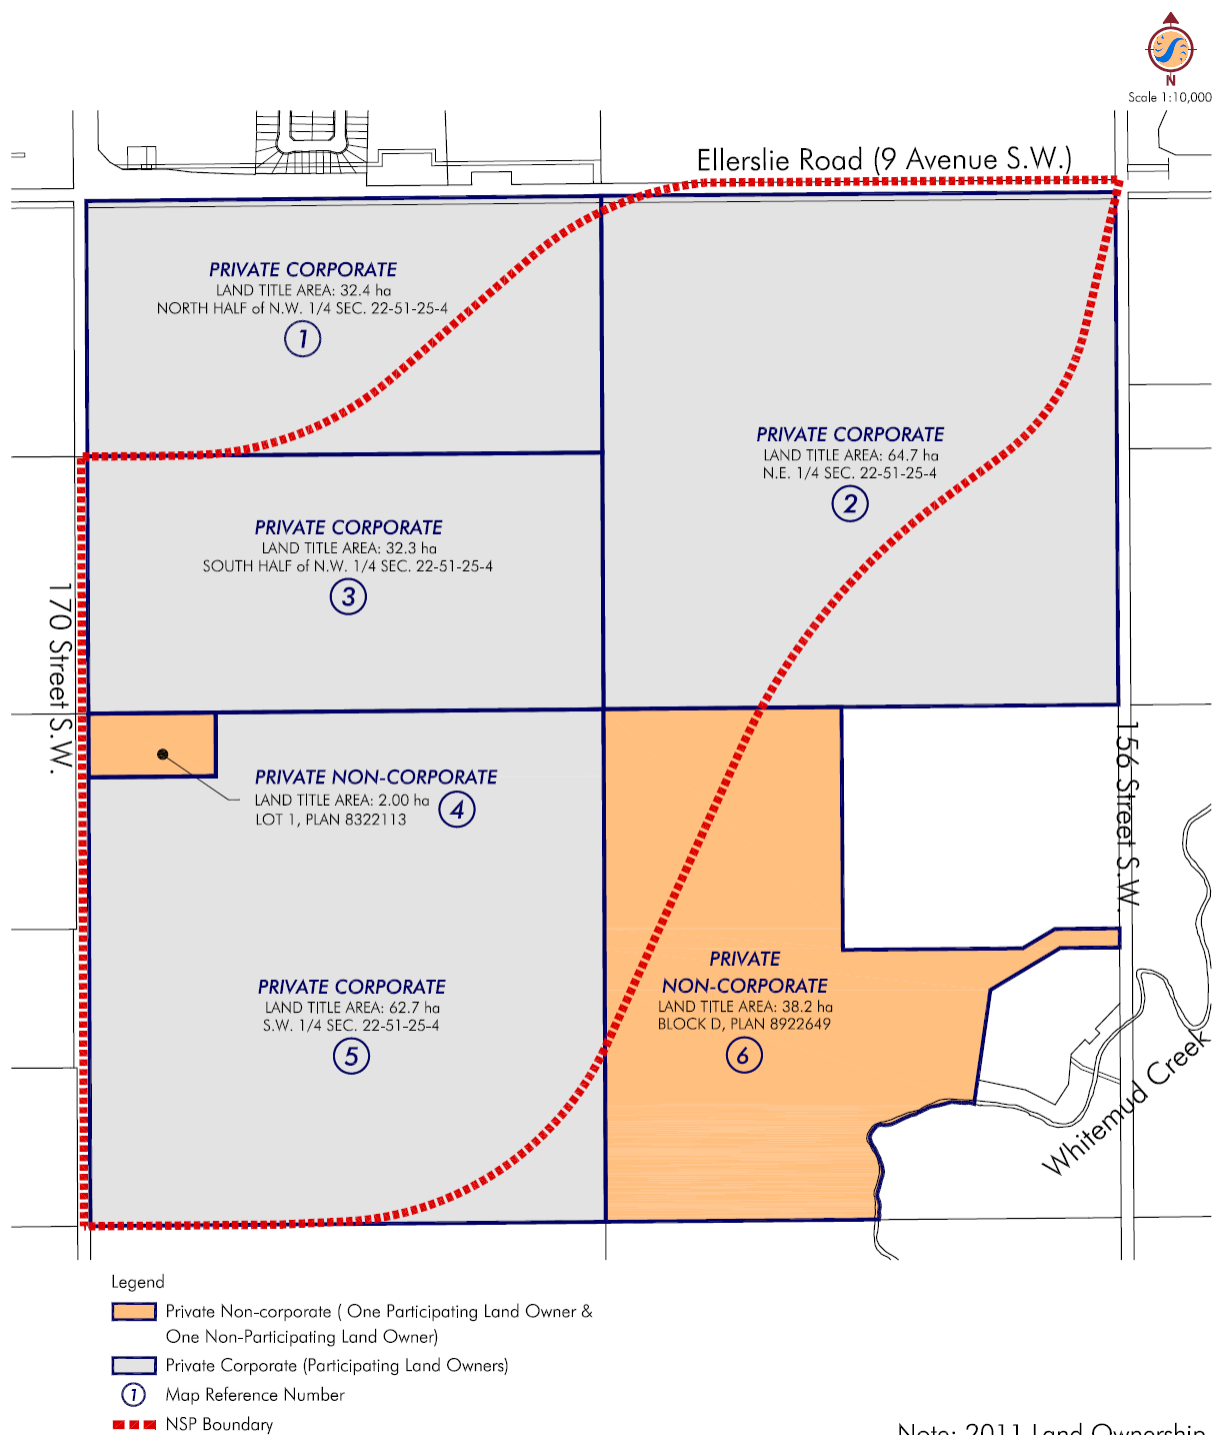 N
Scale 1:10,000
Ellerslie Road (9 Avenue S.W.)
PRIVATE CORPORATE
LAND TITLE AREA: 32.4 ha
NORTH HALF of N.W. 1/4 SEC. 22-51-25-4
1
PRIVATE CORPORATE
LAND TITLE AREA: 64.7 ha
N.E. 1/4 SEC. 22-51-25-4
2
PRIVATE CORPORATE
LAND TITLE AREA: 32.3 ha
SOUTH HALF of N.W. 1/4 SEC. 22-51-25-4
3
170 Street S.W.
156 Street S.W.
PRIVATE NON-CORPORATE
LAND TITLE AREA: 2.00 ha
LOT 1, PLAN 8322113
4
PRIVATE CORPORATE
LAND TITLE AREA: 62.7 ha
S.W. 1/4 SEC. 22-51-25-4
5
PRIVATE
NON-CORPORATE
LAND TITLE AREA: 38.2 ha
BLOCK D, PLAN 8922649
6
Whitemud Creek
Legend
Private Non-corporate ( One Participating Land Owner &
One Non-Participating Land Owner)
Private Corporate (Participating Land Owners)
1 Map Reference Number
NSP Boundary
Note: 2011 Land Ownership